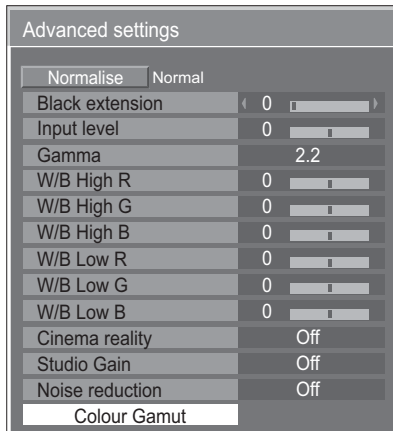 Advanced settings
Normalise Normal
Black extension 0
Input level 0
Gamma 2.2
W/B High R 0
W/B High G 0
W/B High B 0
W/B Low R 0
W/B Low G 0
W/B Low B 0
Cinema reality Off
Studio Gain Off
Noise reduction Off
Colour Gamut